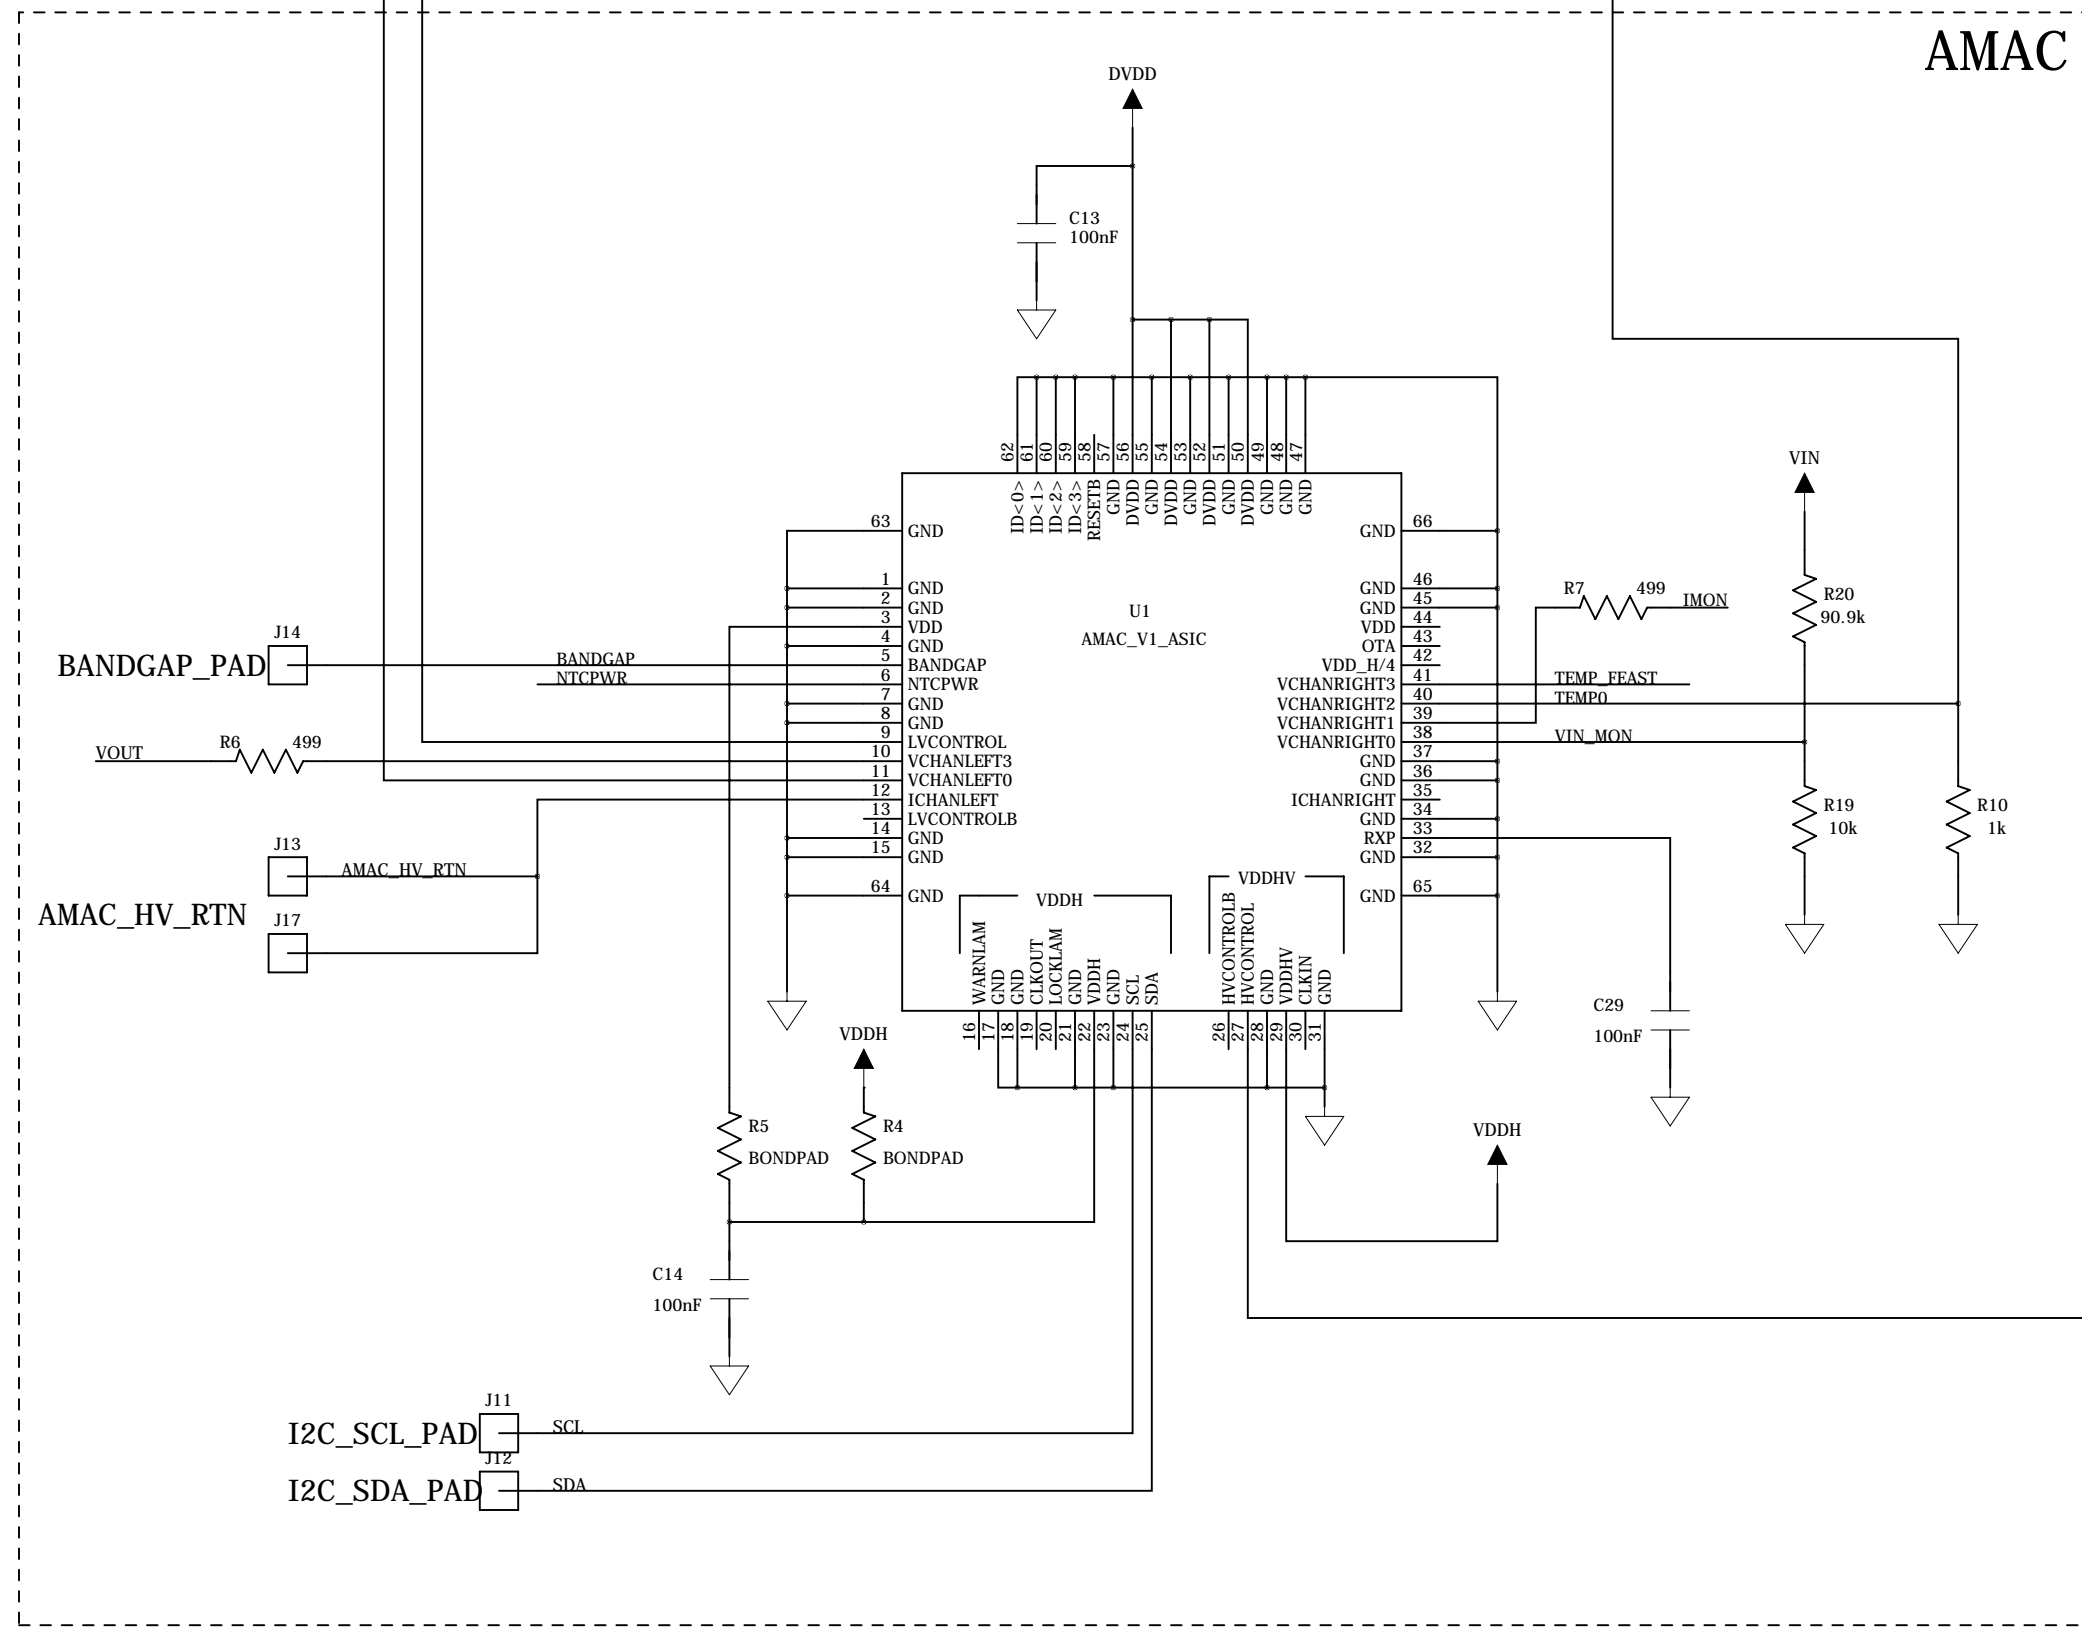 AMAC
DVDD
C13
100nF
62
61
60
59
58
57
56
55
54
53
52
51
50
49
48
47
ID<0>
ID<1>
ID<2>
ID<3>
RESETB
GND
DVDD
GND
DVDD
GND
DVDD
GND
DVDD
GND
GND
GND
VIN
63 GND
66 GND
1 GND
2 GND
3 VDD
4 GND
5 BANDGAP
6 NTCPWR
7 GND
8 GND
9 LVCONTROL
10 VCHANLEFT3
11 VCHANLEFT0
12 ICHANLEFT
13 LVCONTROLB
14 GND
15 GND
64 GND
U1
AMAC_V1_ASIC
GND 46
GND 45
VDD 44
OTA 43
VDD_H/4 42
VCHANRIGHT3 41
VCHANRIGHT2 40
VCHANRIGHT1 39
VCHANRIGHT0 38
GND 37
GND 36
ICHANRIGHT 35
GND 34
RXP 33
GND 32
GND 65
R7 499 IMON
R20
90.9k
TEMP_FEAST
TEMP0
VIN_MON
R19
10k
R10
1k
J14
BANDGAP_PAD
BANDGAP
NTCPWR
VOUT R6 499
J13
AMAC_HV_RTN
AMAC_HV_RTN
J17
VDDH
VDDHV
WARNLAM
GND
GND
CLKOUT
LOCKLAM
GND
VDDH
GND
SCL
SDA
HVCONTROLB
HVCONTROL
GND
VDDHV
CLKIN
GND
16
17
18
19
20
21
22
23
24
25
26
27
28
29
30
31
C29
100nF
VDDH
R5
BONDPAD
R4
BONDPAD
VDDH
C14
100nF
J11
I2C_SCL_PAD
SCL
J12
I2C_SDA_PAD
SDA